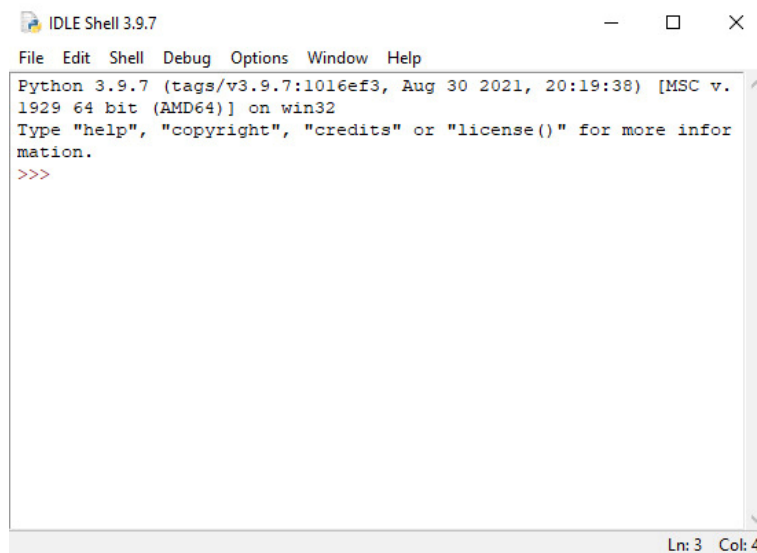 IDLE Shell 3.9.7
File Edit Shell Debug Options Window Help
Python 3.9.7 (tags/v3.9.7:1016ef3, Aug 30 2021, 20:19:38) [MSC v.
1929 64 bit (AMD64)] on win32
Type "help", "copyright", "credits" or "license()" for more infor
mation.
>>>
Ln: 3 Col: 4